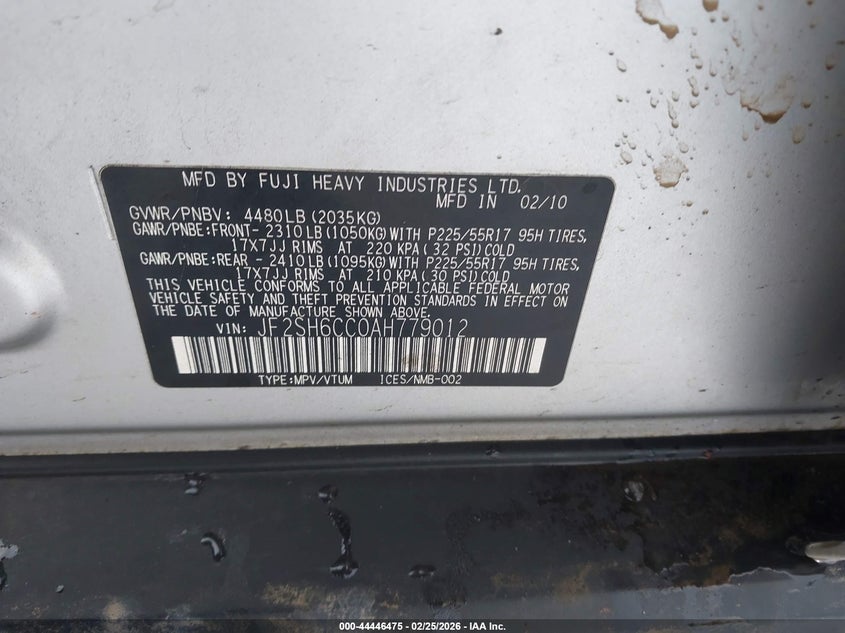 MFD BY FUJI HEAVY INDUSTRIES LTD.
MFD IN 02/10
GVWR/PNBV: 4480LB(2035KG)
GAWR/PNBE:FRONT- 2310LB(1050KG)WITH P225/55R17 95H TIRES,
17X7JJ RIMS AT 220 KPA(32 PSI)COLD
GAWR/PNBE:REAR - 2410LB(1095KG)WITH P225/55R17 95H TIRES,
17X7JJ RIMS AT 210 KPA(30 PSI)COLD
THIS VEHICLE CONFORMS TO ALL APPLICABLE FEDERAL MOTOR
VEHICLE SAFETY AND THEFT PREVENTION STANDARDS IN EFFECT ON
THE DATE OF MANUFACTURE SHOWN ABOVE.
VIN: JF2SH6CC0AH779012
TYPE:MPV/VTUM ICES/NMB-002
000-44446475 - 02/25/2026 - IAA Inc.